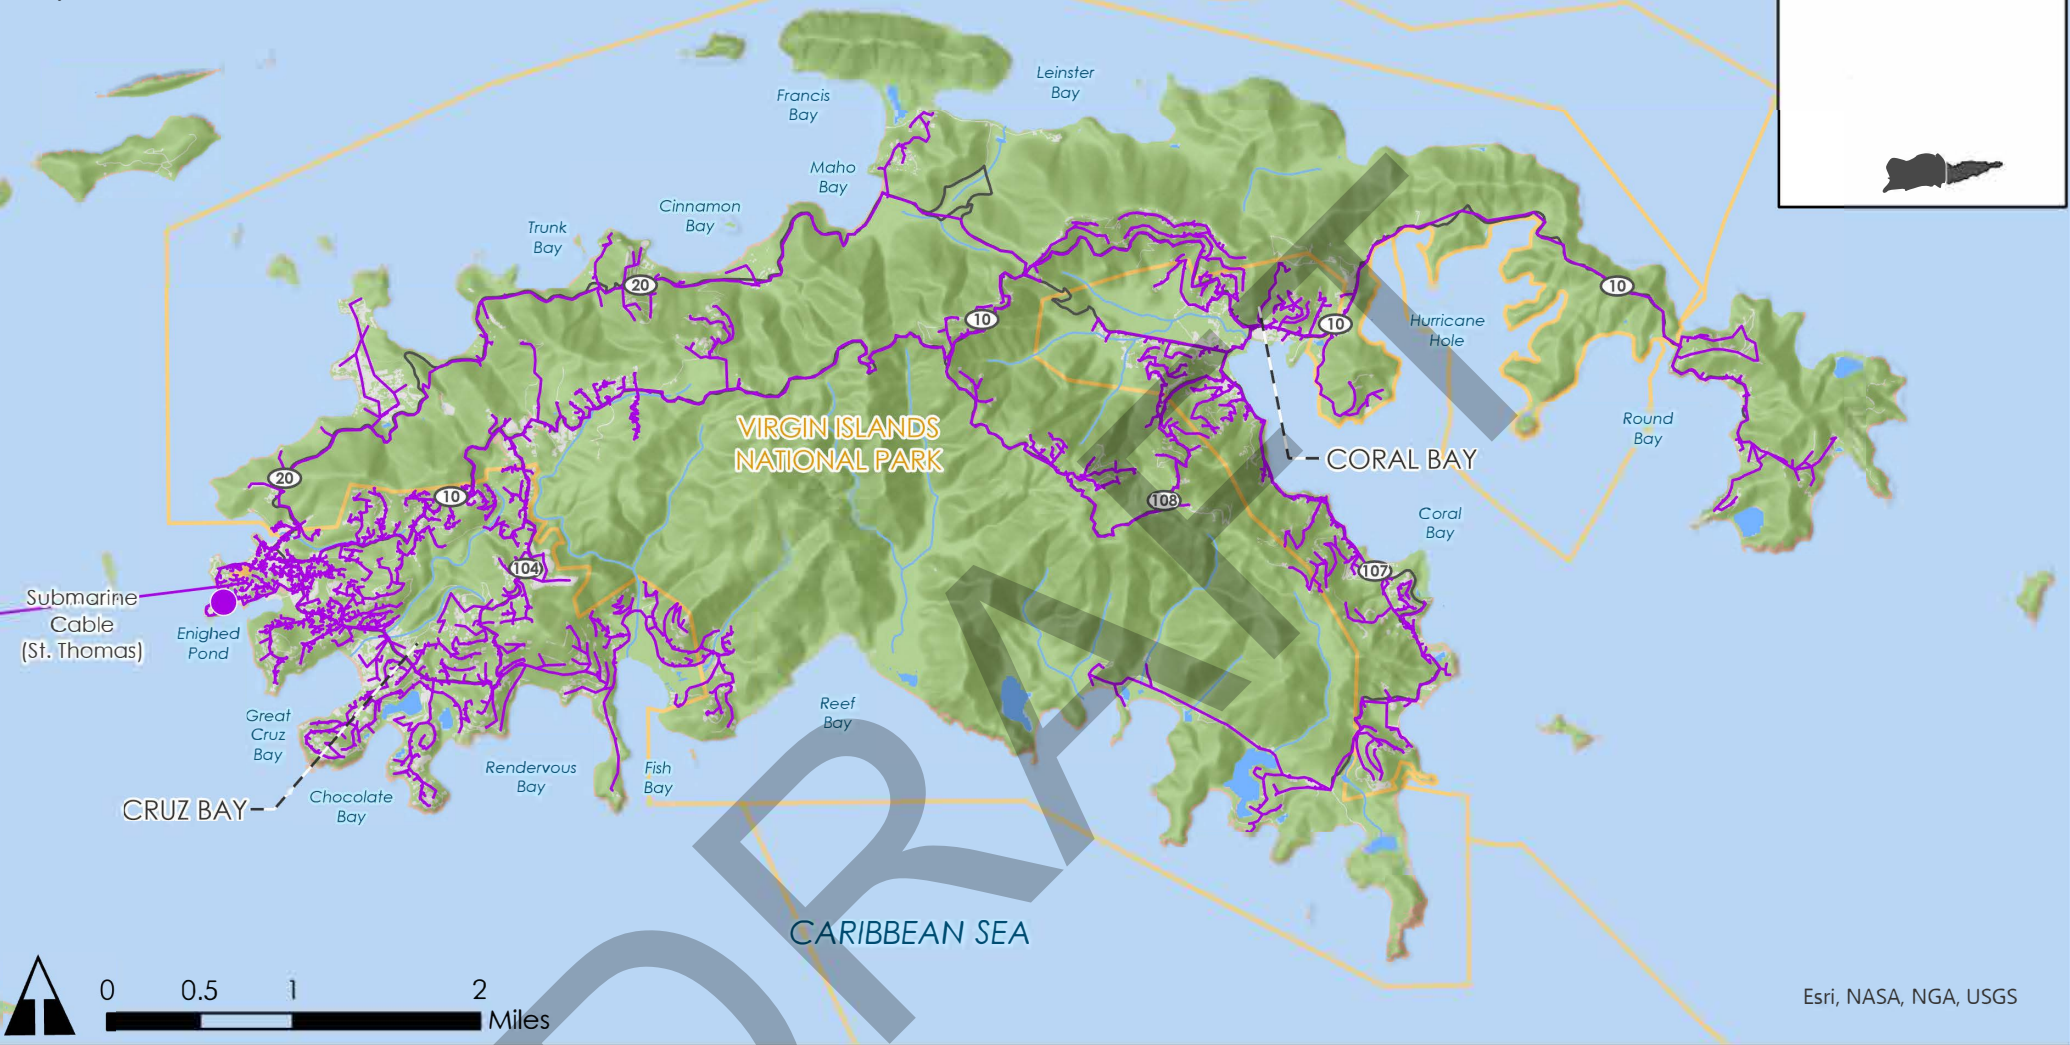 Leinster
Bay
Francis
Bay
Maho
Bay
Cinnamon
Bay
Trunk
Bay
20
10
10
10
Hurricane
Hole
VIRGIN ISLANDS
NATIONAL PARK
Round
Bay
CORAL BAY
20
10
108
Coral
Bay
104
107
Submarine
Cable
(St. Thomas)
Enighed
Pond
Great
Cruz
Bay
Reef
Bay
Rendervous
Bay
Fish
Bay
CRUZ BAY
Chocolate
Bay
CARIBBEAN SEA
DRAFT
0 0.5 1 2
Miles
Esri, NASA, NGA, USGS